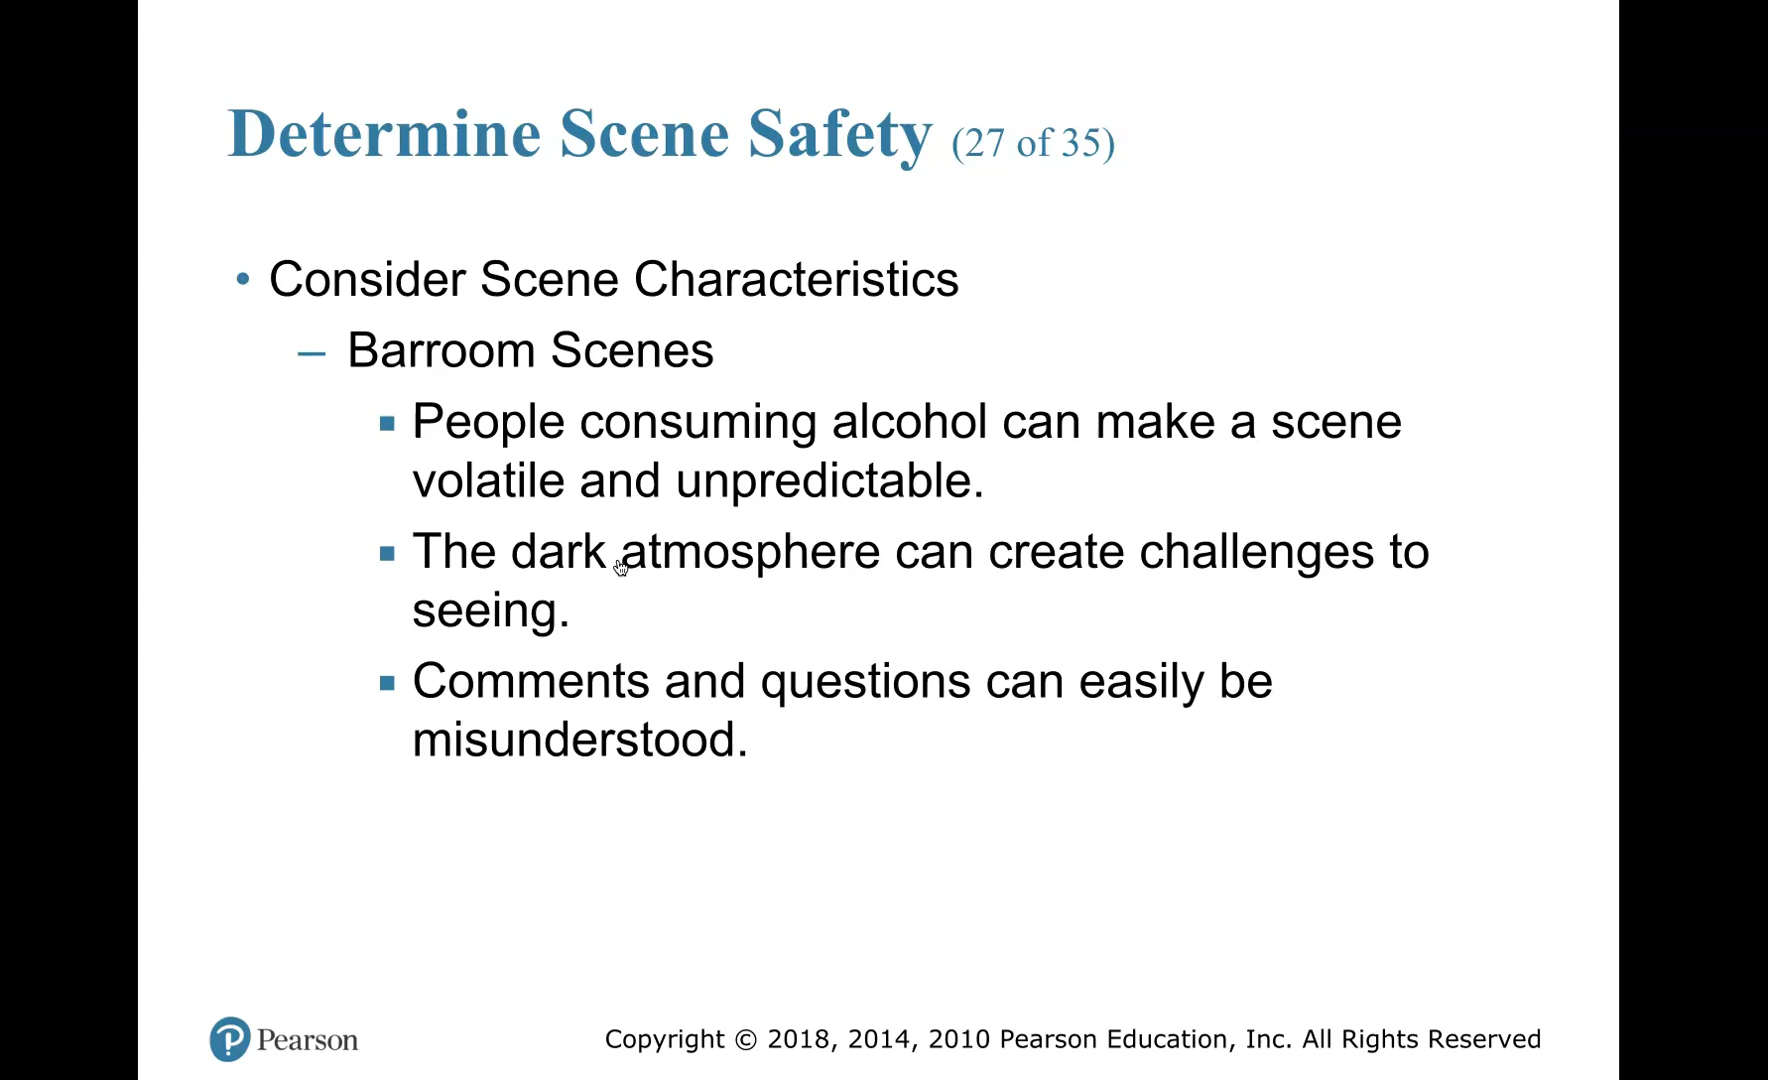 Determine Scene Safety (27 of 35)
• Consider Scene Characteristics
– Barroom Scenes
▪ People consuming alcohol can make a scene
volatile and unpredictable.
▪ The dark atmosphere can create challenges to
seeing.
▪ Comments and questions can easily be
misunderstood.
Pearson
Copyright © 2018, 2014, 2010 Pearson Education, Inc. All Rights Reserved